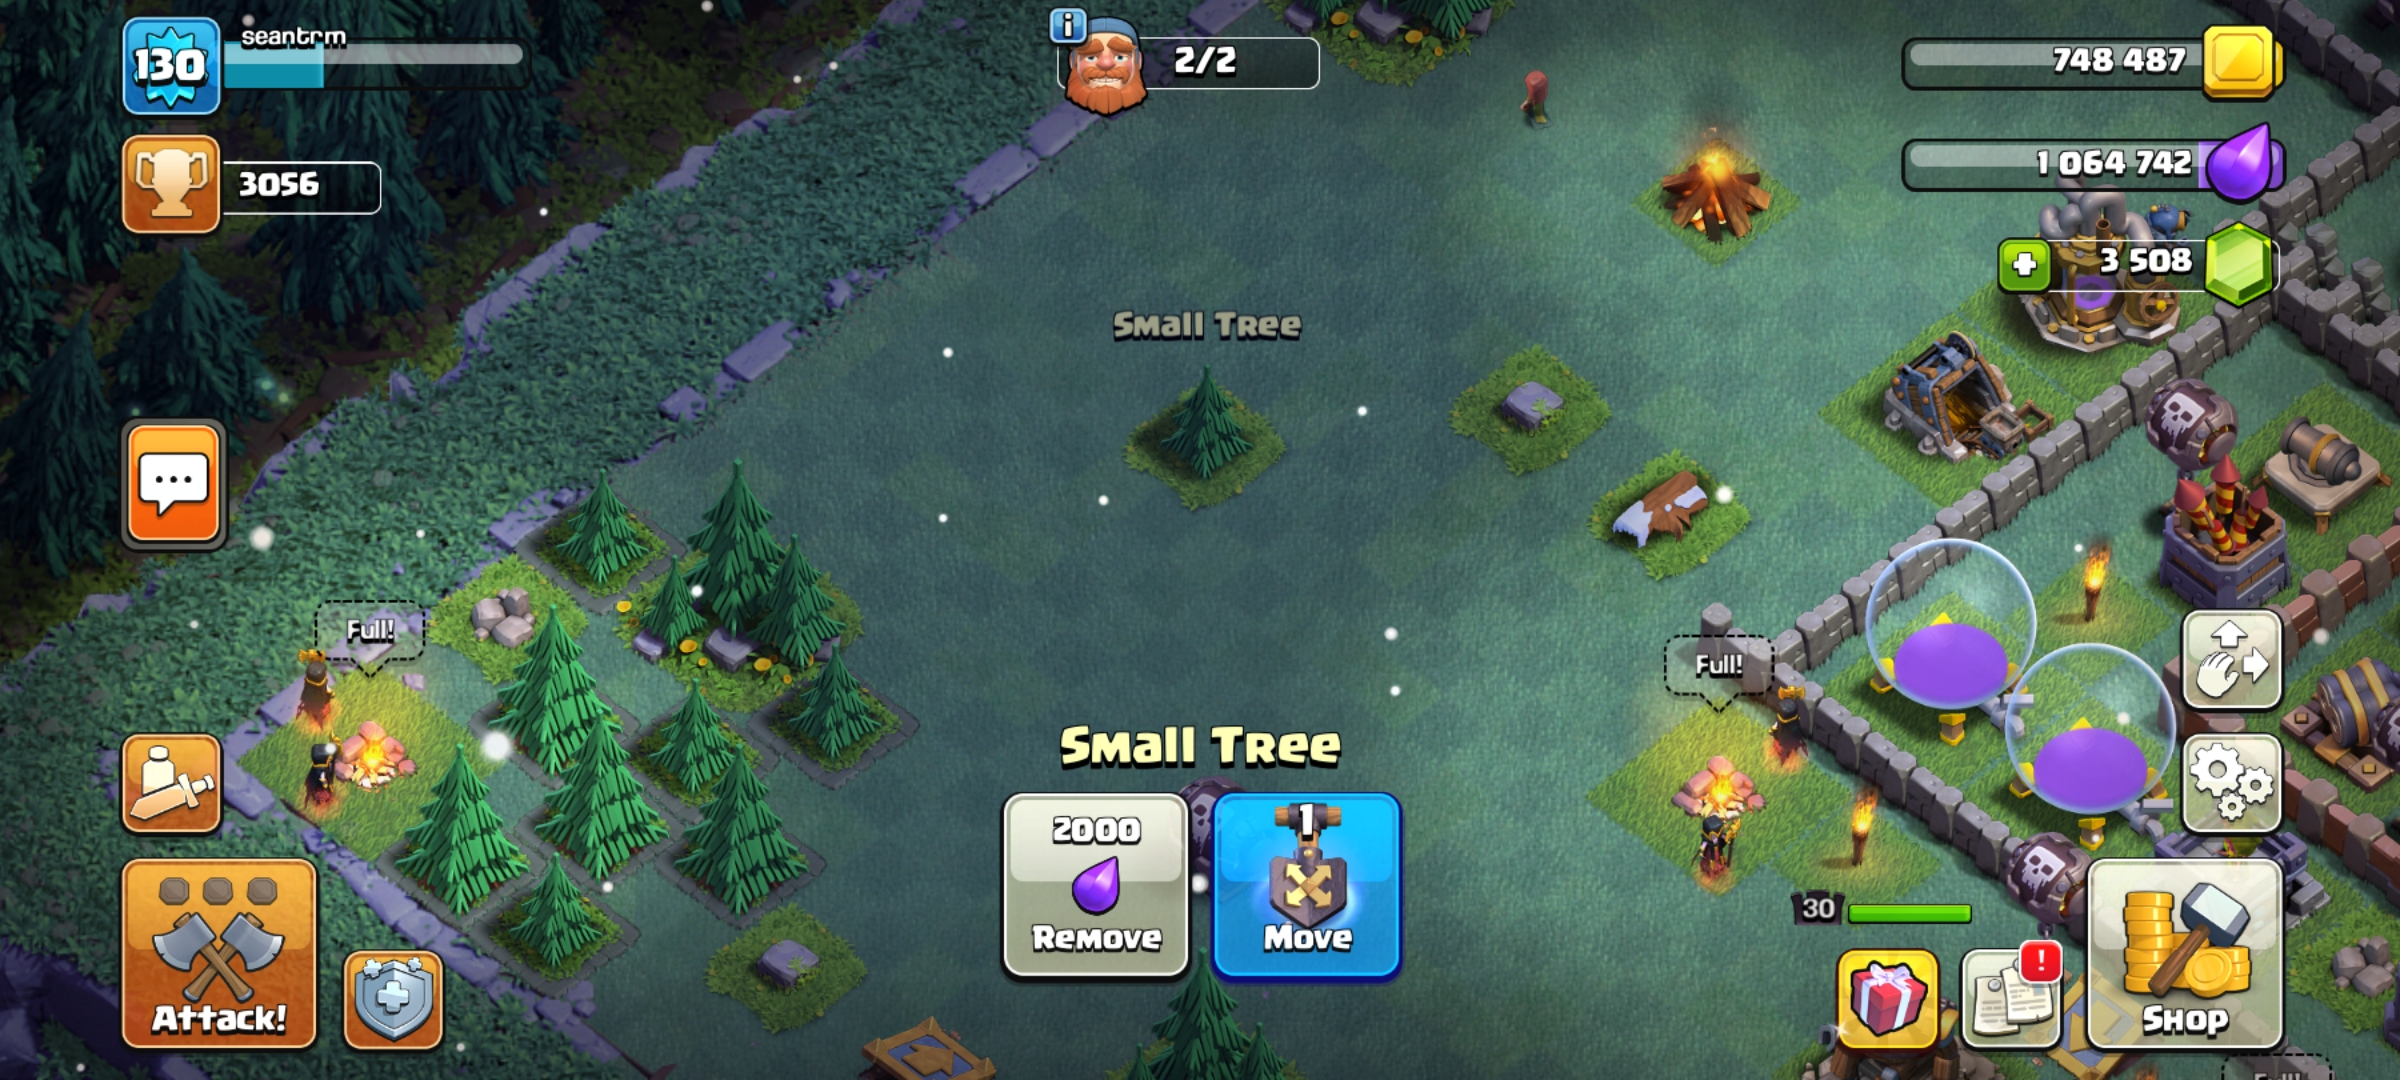 130
seantrm
2/2
748 487
3056
1 064 742
3 508
Small Tree
Full!
Full!
Small Tree
2000
Remove
1
Move
30
!
Attack!
Shop
Full!